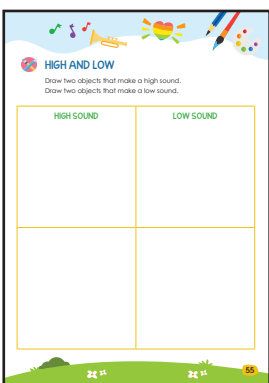 HIGH AND LOW
Draw two objects that make a high sound.
Draw two objects that make a low sound.
HIGH SOUND
LOW SOUND
55